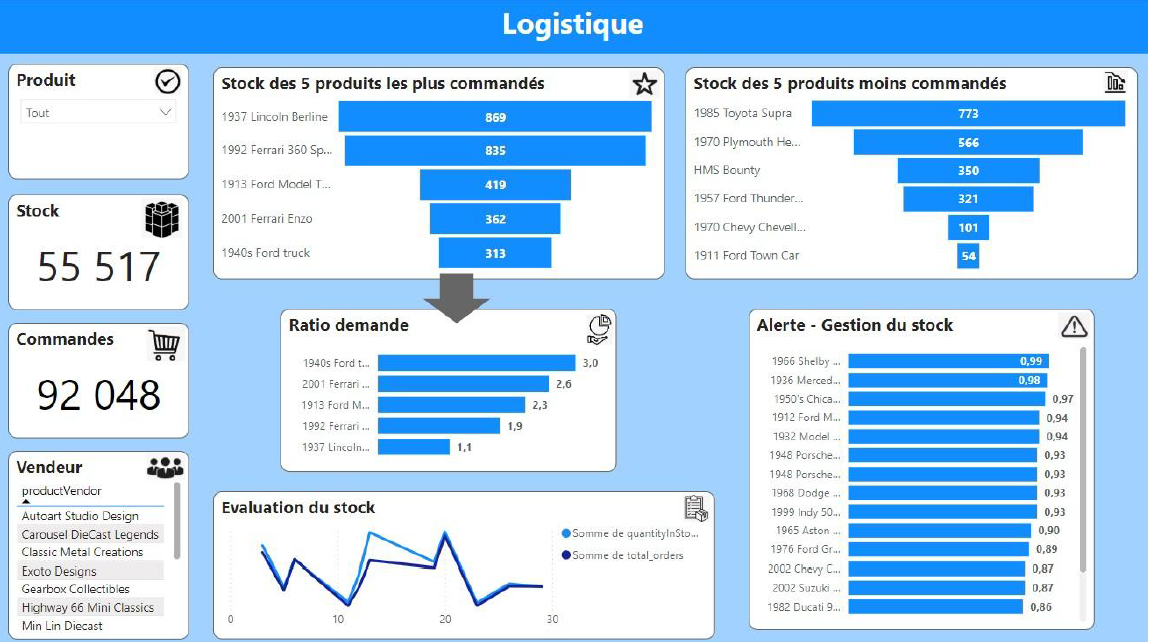 Logistique
Produit
Tout
Stock
55 517
Commandes
92 048
Vendeur
productVendor
Autoart Studio Design
Carousel DieCast Legends
Classic Metal Creations
Exoto Designs
Gearbox Collectibles
Highway 66 Mini Classics
Min Lin Diecast
Stock des 5 produits les plus commandés
1937 Lincoln Berline 869
1992 Ferrari 360 Sp... 835
1913 Ford Model T... 419
2001 Ferrari Enzo 362
1940s Ford truck 313
Stock des 5 produits moins commandés
1985 Toyota Supra 773
1970 Plymouth He... 566
HMS Bounty 350
1957 Ford Thunder... 321
1970 Chevy Chevell... 101
1911 Ford Town Car 54
Ratio demande
1940s Ford t... 3,0
2001 Ferrari ... 2,6
1913 Ford M... 2,3
1992 Ferrari ... 1,9
1937 Lincoln... 1,1
Alerte - Gestion du stock
1966 Shelby ... 0,99
1936 Merced... 0,98
1950's Chica... 0,97
1912 Ford M... 0,94
1932 Model ... 0,94
1948 Porsche... 0,93
1948 Porsche... 0,93
1968 Dodge ... 0,93
1999 Indy 50... 0,93
1965 Aston ... 0,90
1976 Ford Gr... 0,89
2002 Chevy C... 0,87
2002 Suzuki ... 0,87
1982 Ducati 9... 0,86
Evaluation du stock
Somme de quantityInSto...
Somme de total_orders
0 10 20 30